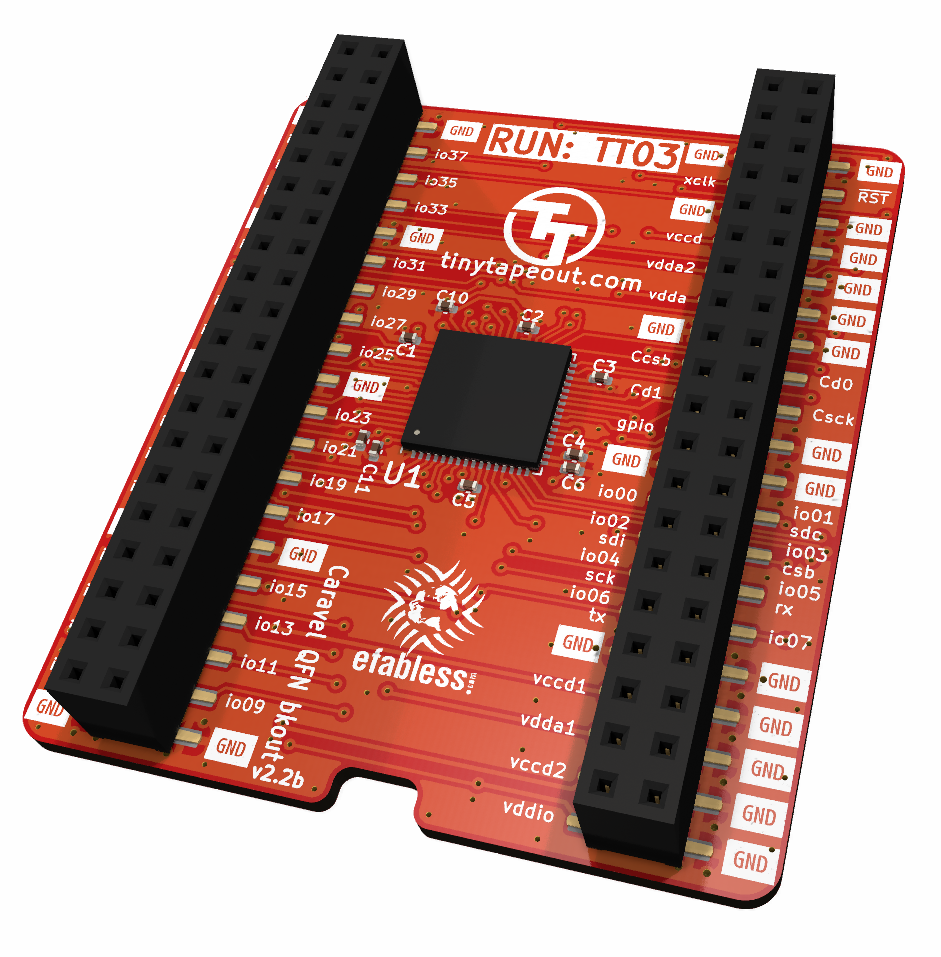 GND
RUN: TT03
GND
GND
io37
xclk
RST
io35
GND
io33
GND
TT
GND
vccd
GND
tinytapeout.com
vdda2
io31
GND
io29
vdda
C10
GND
io27
C2
GND
C1
Ccsb
GND
io25
C3
Cd1
Cd0
GND
gpio
Csck
io23
C4
GND
GND
io21
C11
U1
C6
io00
GND
io19
C5
io02
io01
io17
sdi
sdc
io04
io03
GND
sck
csb
io15
io06
io05
tx
rx
io13
GND
io07
io11
efabless.com
vccd1
GND
io09
vdda1
GND
GND
GND
vccd2
GND
Caravel QFN bkout
v2.2b
vddio
GND
GND